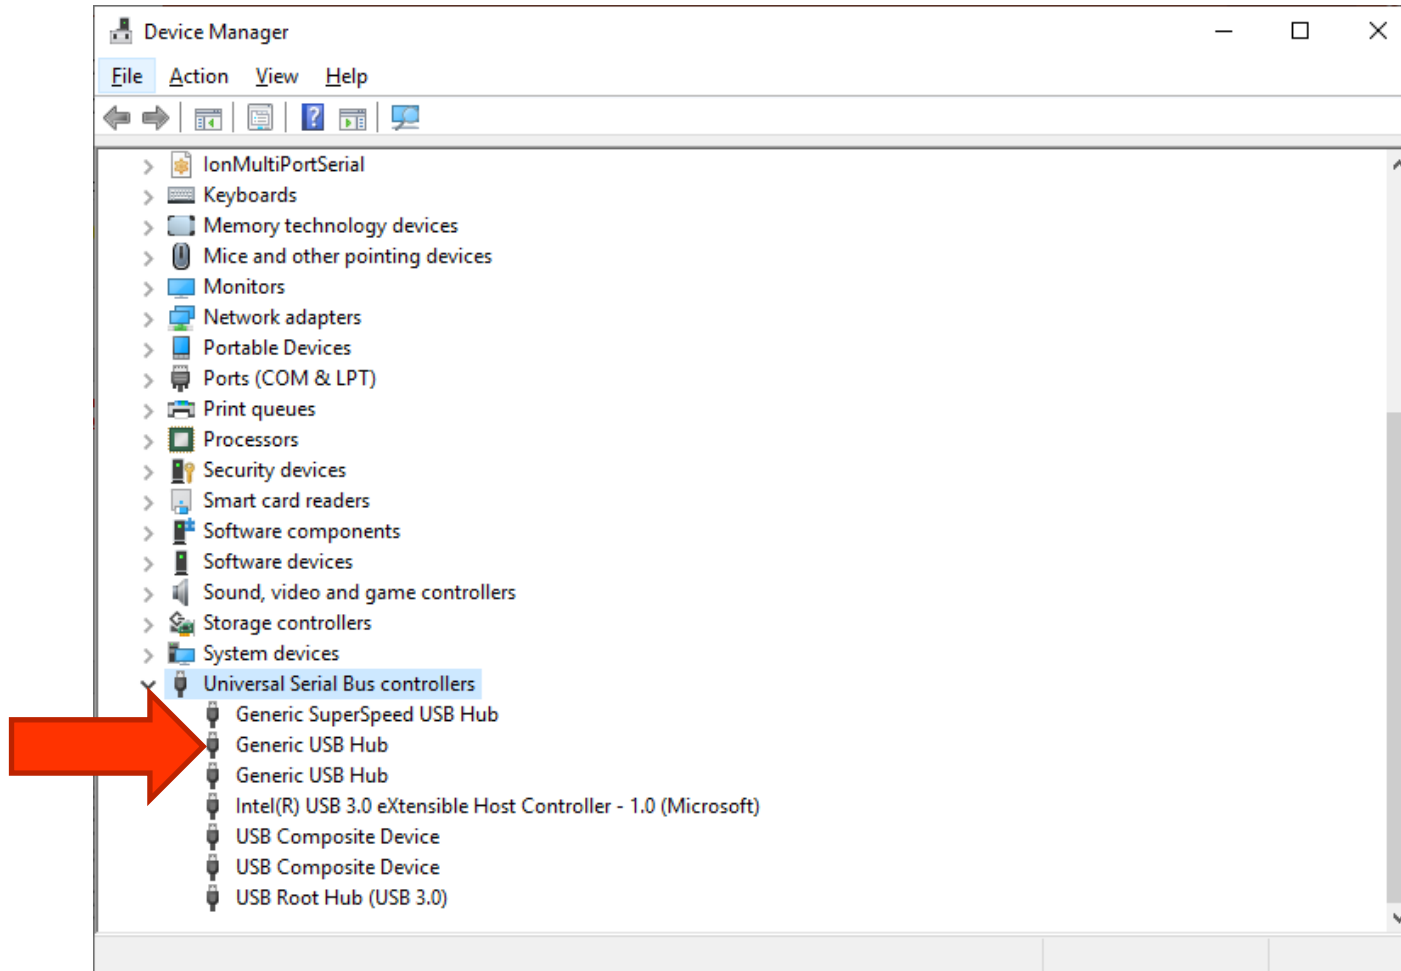 Device Manager
File Action View Help
?
IonMultiPortSerial
Keyboards
Memory technology devices
Mice and other pointing devices
Monitors
Network adapters
Portable Devices
Ports (COM & LPT)
Print queues
Processors
Security devices
Smart card readers
Software components
Software devices
Sound, video and game controllers
Storage controllers
System devices
Universal Serial Bus controllers
Generic SuperSpeed USB Hub
Generic USB Hub
Generic USB Hub
Intel(R) USB 3.0 eXtensible Host Controller - 1.0 (Microsoft)
USB Composite Device
USB Composite Device
USB Root Hub (USB 3.0)